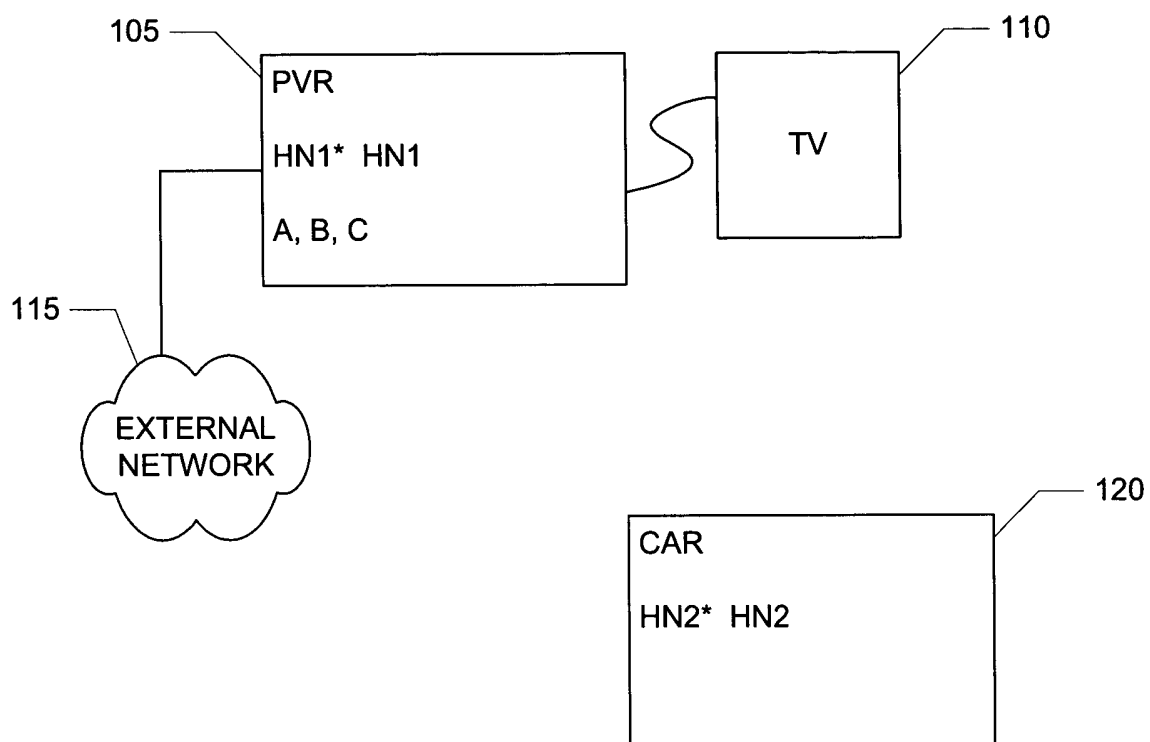 105
PVR
HN1* HN1
A, B, C
110
TV
115
EXTERNAL
NETWORK
120
CAR
HN2* HN2